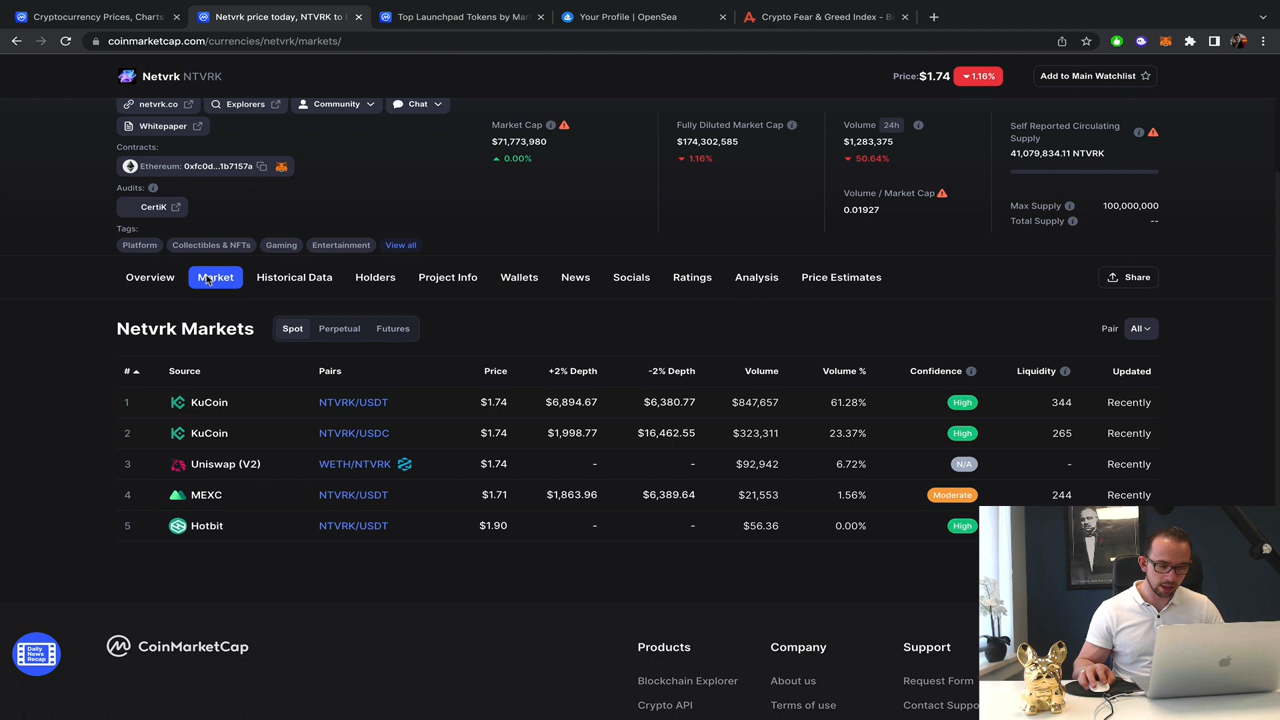 Cryptocurrency Prices, Charts
Netvrk price today, NTVRK to
Top Launchpad Tokens by Mar
Your Profile | OpenSea
Crypto Fear & Greed Index - Bi
coinmarketcap.com/currencies/netvrk/markets/
Netvrk NTVRK
Price: $1.74 1.16%
Add to Main Watchlist
netvrk.co
Explorers
Community
Chat
Whitepaper
Contracts:
Ethereum: 0xfc0d...1b7157a
Audits:
CertiK
Tags:
Platform
Collectibles & NFTs
Gaming
Entertainment
View all
Market Cap
$71,773,980
0.00%
Fully Diluted Market Cap
$174,302,585
1.16%
Volume 24h
$1,283,375
50.64%
Volume / Market Cap
0.01927
Self Reported Circulating
Supply
41,079,834.11 NTVRK
Max Supply 100,000,000
Total Supply --
Overview Market Historical Data Holders Project Info Wallets News Socials Ratings Analysis Price Estimates Share
Netvrk Markets Spot Perpetual Futures Pair All
# Source Pairs Price +2% Depth -2% Depth Volume Volume % Confidence Liquidity Updated
1 KuCoin NTVRK/USDT $1.74 $6,894.67 $6,380.77 $847,657 61.28% High 344 Recently
2 KuCoin NTVRK/USDC $1.74 $1,998.77 $16,462.55 $323,311 23.37% High 265 Recently
3 Uniswap (V2) WETH/NTVRK $1.74 - - $92,942 6.72% N/A - Recently
4 MEXC NTVRK/USDT $1.71 $1,863.96 $6,389.64 $21,553 1.56% Moderate 244 Recently
5 Hotbit NTVRK/USDT $1.90 - - $56.36 0.00% High
Daily
News
Recap
CoinMarketCap
Products
Blockchain Explorer
Crypto API
Company
About us
Terms of use
Support
Request Form
Contact Suppo